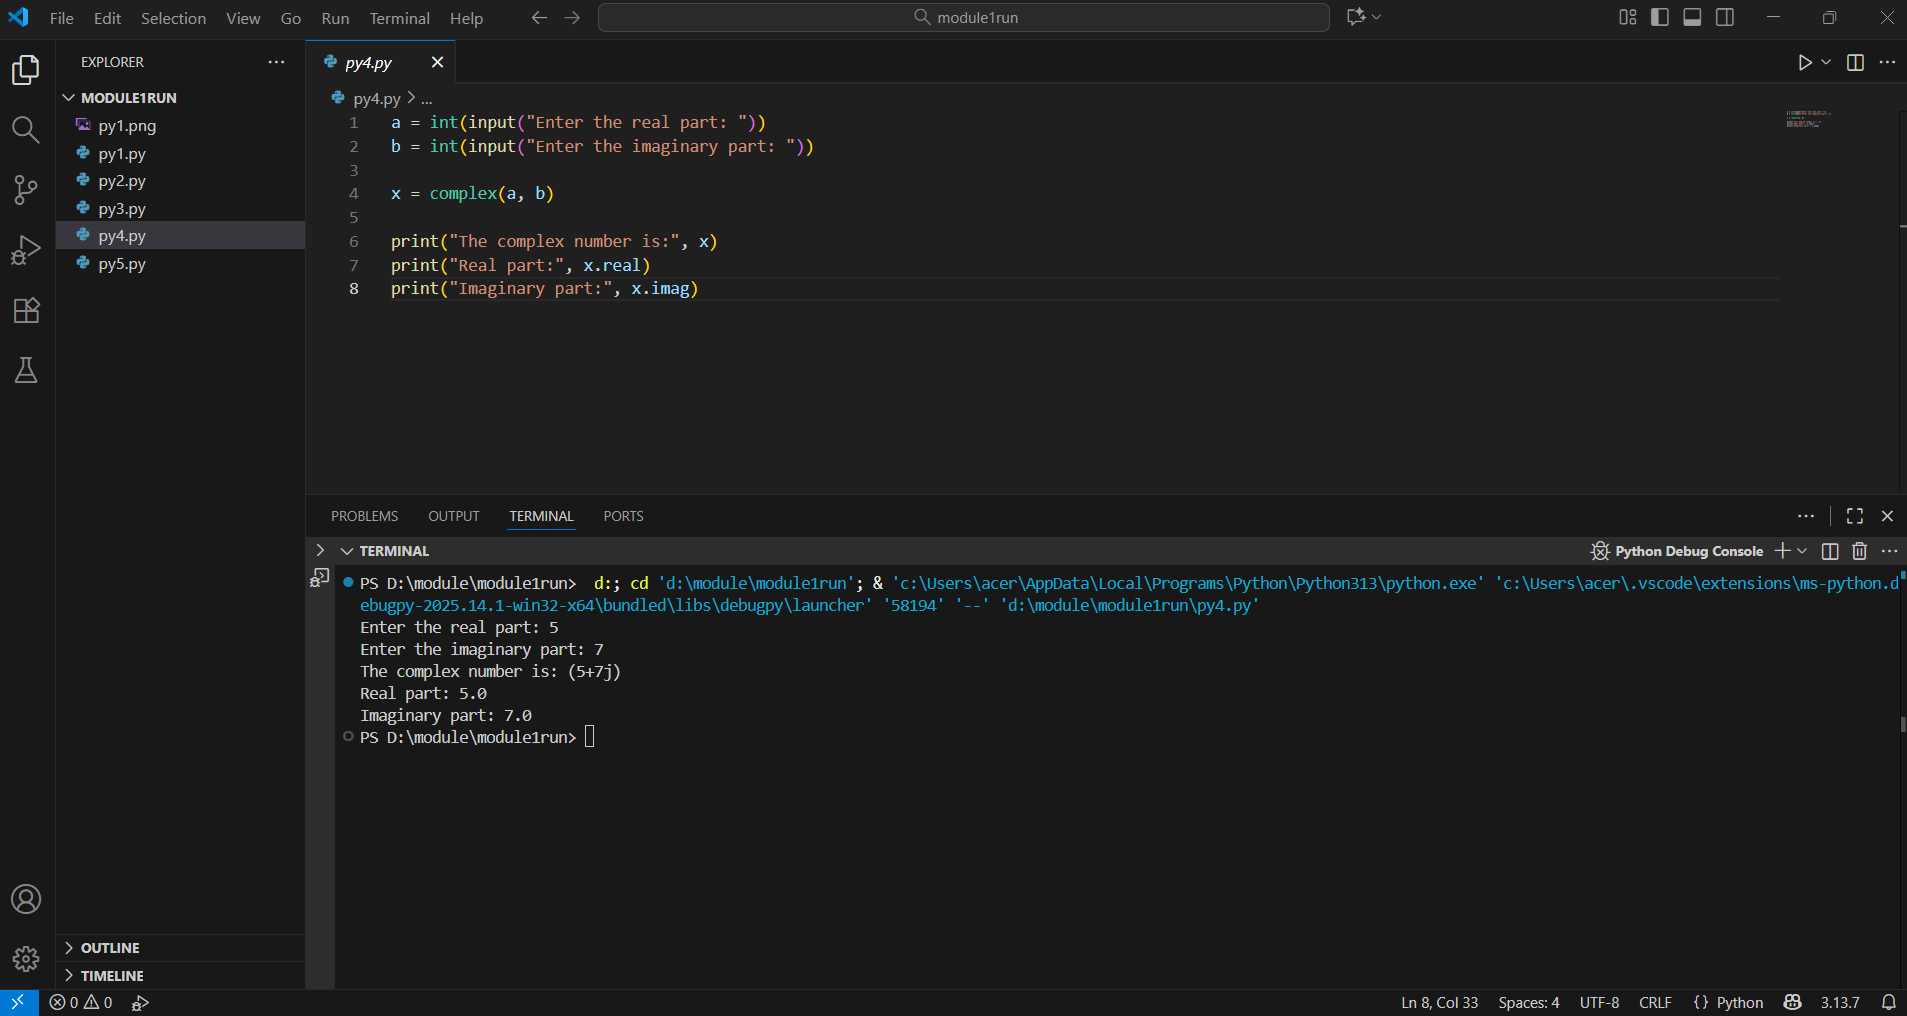 File Edit Selection View Go Run Terminal Help
module1run
EXPLORER
MODULE1RUN
py1.png
py1.py
py2.py
py3.py
py4.py
py5.py
OUTLINE
TIMELINE
py4.py
py4.py > ...
1 a = int(input("Enter the real part: "))
2 b = int(input("Enter the imaginary part: "))
3
4 x = complex(a, b)
5
6 print("The complex number is:", x)
7 print("Real part:", x.real)
8 print("Imaginary part:", x.imag)
PROBLEMS OUTPUT TERMINAL PORTS
TERMINAL
Python Debug Console
PS D:\module\module1run>  d:; cd 'd:\module\module1run'; & 'c:\Users\acer\AppData\Local\Programs\Python\Python313\python.exe' 'c:\Users\acer\.vscode\extensions\ms-python.d
ebugpy-2025.14.1-win32-x64\bundled\libs\debugpy\launcher' '58194' '--' 'd:\module\module1run\py4.py'
Enter the real part: 5
Enter the imaginary part: 7
The complex number is: (5+7j)
Real part: 5.0
Imaginary part: 7.0
PS D:\module\module1run>
0 0
Ln 8, Col 33 Spaces: 4 UTF-8 CRLF {} Python 3.13.7